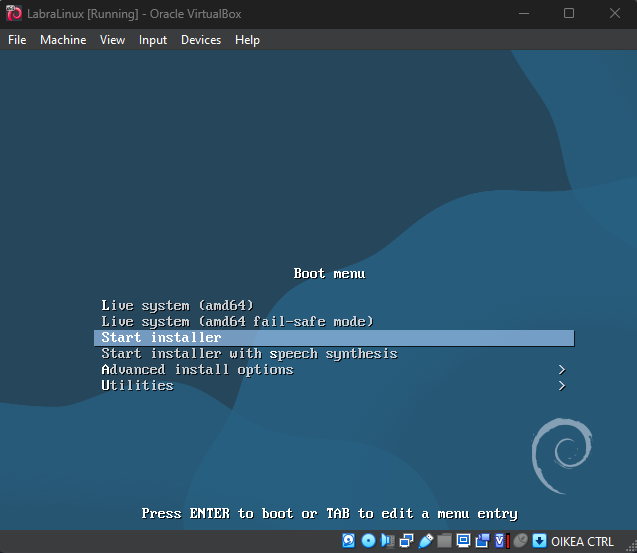 LabraLinux [Running] - Oracle VirtualBox
File Machine View Input Devices Help
Boot menu
Live system (amd64)
Live system (amd64 fail-safe mode)
Start installer
Start installer with speech synthesis
Advanced install options >
Utilities >
Press ENTER to boot or TAB to edit a menu entry
OIKEA CTRL